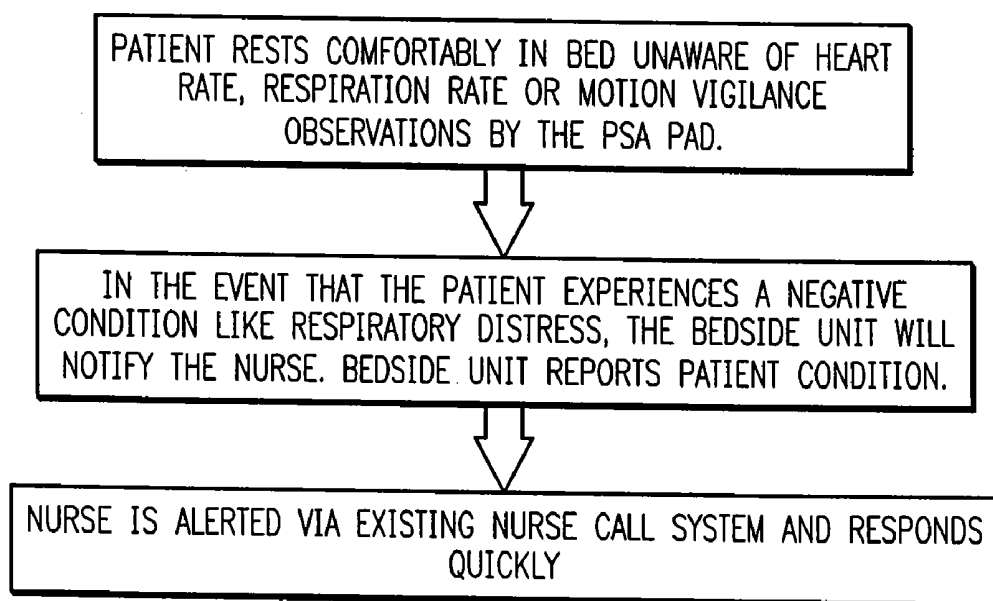 PATIENT RESTS COMFORTABLY IN BED UNAWARE OF HEART
RATE, RESPIRATION RATE OR MOTION VIGILANCE
OBSERVATIONS BY THE PSA PAD.
IN THE EVENT THAT THE PATIENT EXPERIENCES A NEGATIVE
CONDITION LIKE RESPIRATORY DISTRESS, THE BEDSIDE UNIT WILL
NOTIFY THE NURSE. BEDSIDE UNIT REPORTS PATIENT CONDITION.
NURSE IS ALERTED VIA EXISTING NURSE CALL SYSTEM AND RESPONDS
QUICKLY